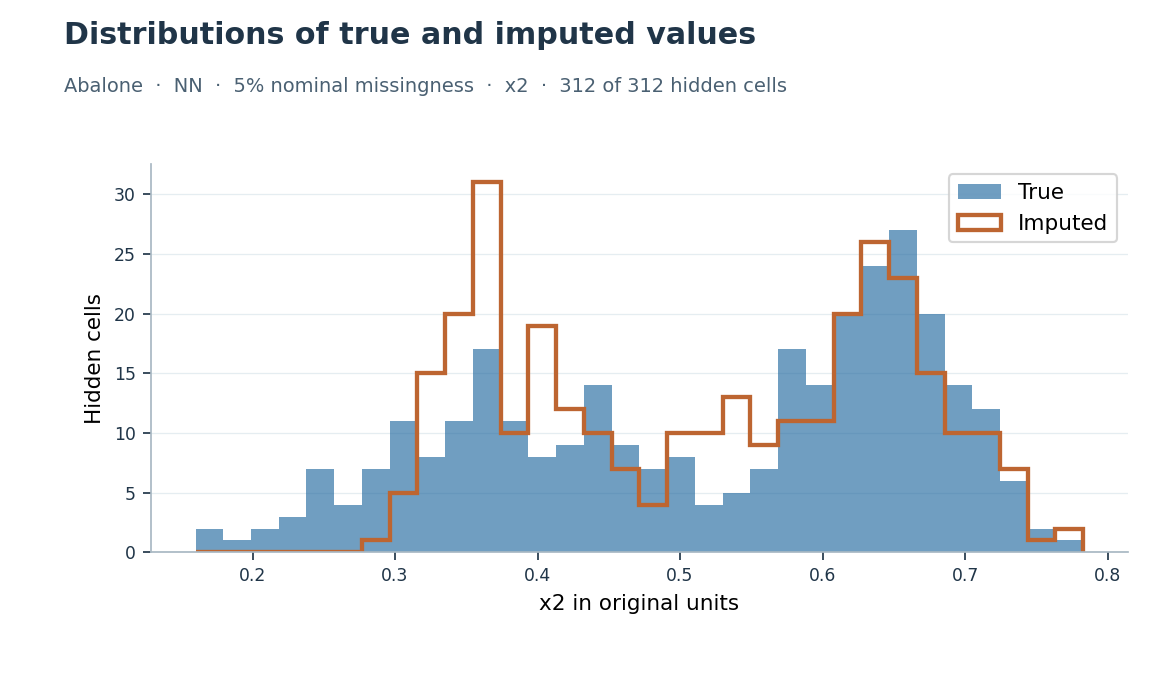 Distributions of true and imputed values
Abalone · NN · 5% nominal missingness · x2 · 312 of 312 hidden cells
True
Imputed
Hidden cells
30
25
20
15
10
5
0
0.2 0.3 0.4 0.5 0.6 0.7 0.8
x2 in original units